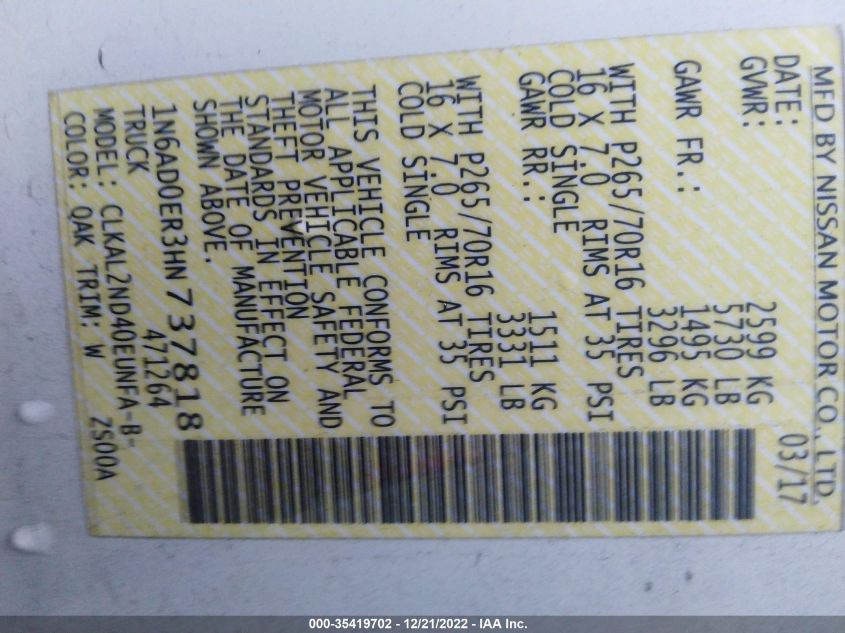 MFD BY NISSAN MOTOR CO., LTD.
DATE: 03/17
GVWR: 2599 KG
5730 LB
GAWR FR.: 1495 KG
3296 LB
WITH P265/70R16 TIRES
16 X 7.0 RIMS AT 35 PSI
COLD SINGLE
GAWR RR.: 1511 KG
3331 LB
WITH P265/70R16 TIRES
16 X 7.0 RIMS AT 35 PSI
COLD SINGLE
THIS VEHICLE CONFORMS TO
ALL APPLICABLE FEDERAL
MOTOR VEHICLE SAFETY AND
THEFT PREVENTION
STANDARDS IN EFFECT ON
THE DATE OF MANUFACTURE
SHOWN ABOVE.
1N6AD0ER3HN737818
TRUCK 471264
MODEL: CLKAL2ND40EUNFA-B-
COLOR: QAK TRIM: W ZS00A
000-35419702 - 12/21/2022 - IAA Inc.